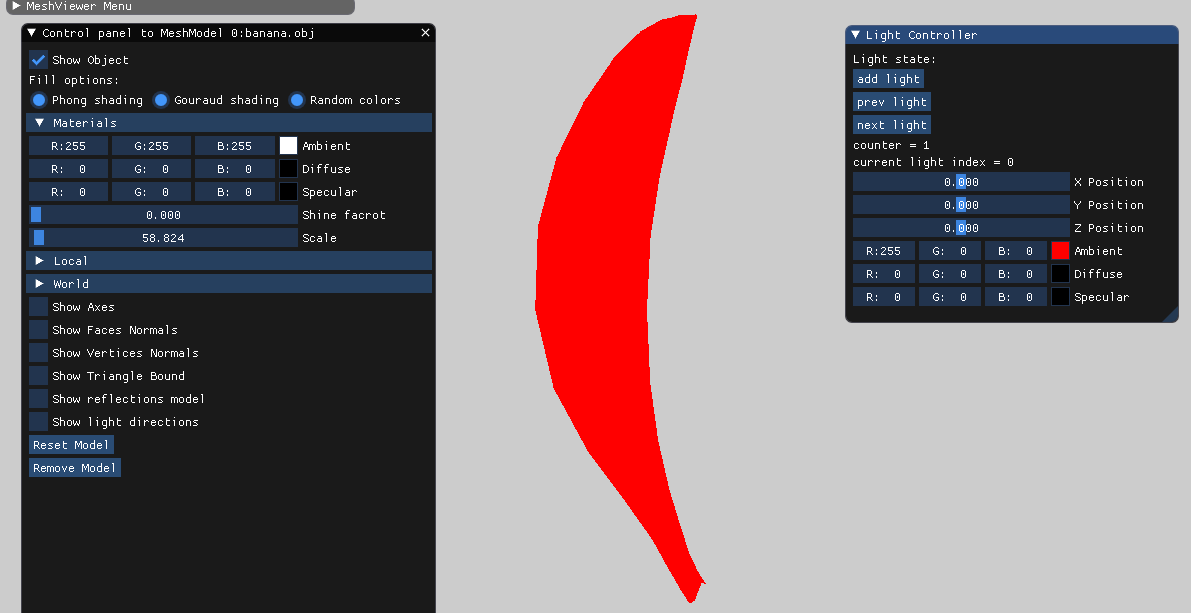 MeshViewer Menu
Control panel to MeshModel 0:banana.obj
Show Object
Fill options:
Phong shading Gouraud shading Random colors
Materials
R:255 G:255 B:255 Ambient
R: 0 G: 0 B: 0 Diffuse
R: 0 G: 0 B: 0 Specular
0.000 Shine facrot
58.824 Scale
Local
World
Show Axes
Show Faces Normals
Show Vertices Normals
Show Triangle Bound
Show reflections model
Show light directions
Reset Model
Remove Model
Light Controller
Light state:
add light
prev light
next light
counter = 1
current light index = 0
0.000 X Position
0.000 Y Position
0.000 Z Position
R:255 G: 0 B: 0 Ambient
R: 0 G: 0 B: 0 Diffuse
R: 0 G: 0 B: 0 Specular